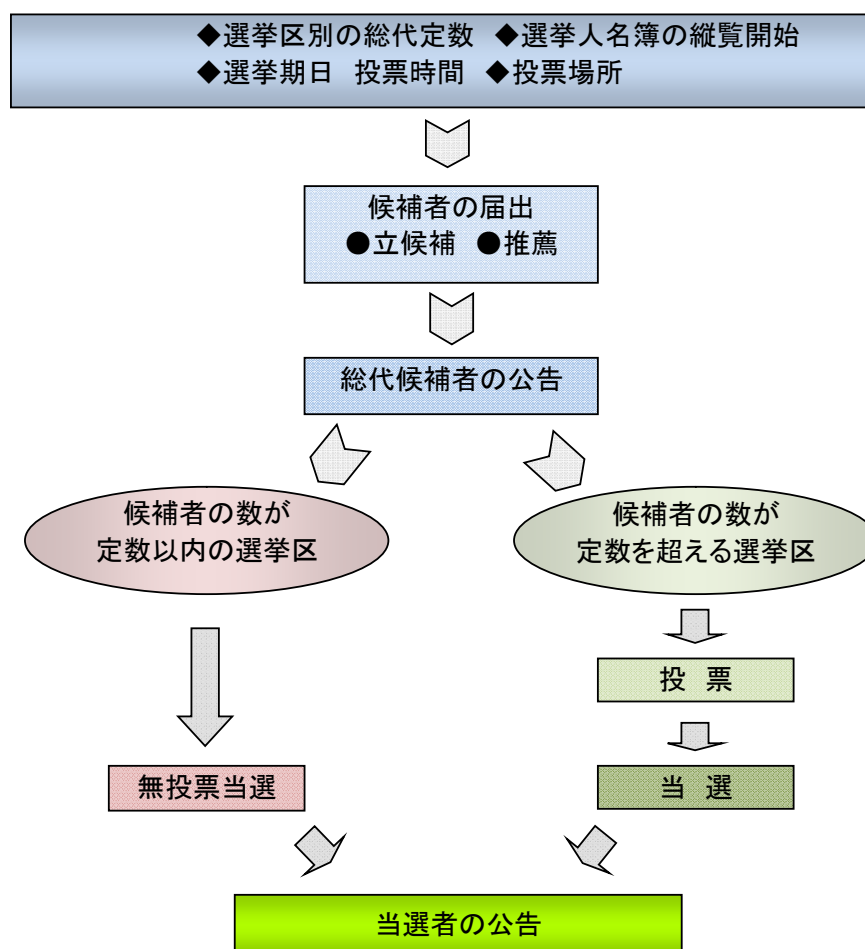 ◆選挙区別の総代定数 ◆選挙人名簿の縦覧開始
◆選挙期日 投票時間 ◆投票場所
候補者の届出
●立候補 ●推薦
総代候補者の公告
候補者の数が
定数以内の選挙区
候補者の数が
定数を超える選挙区
投 票
無投票当選
当 選
当選者の公告